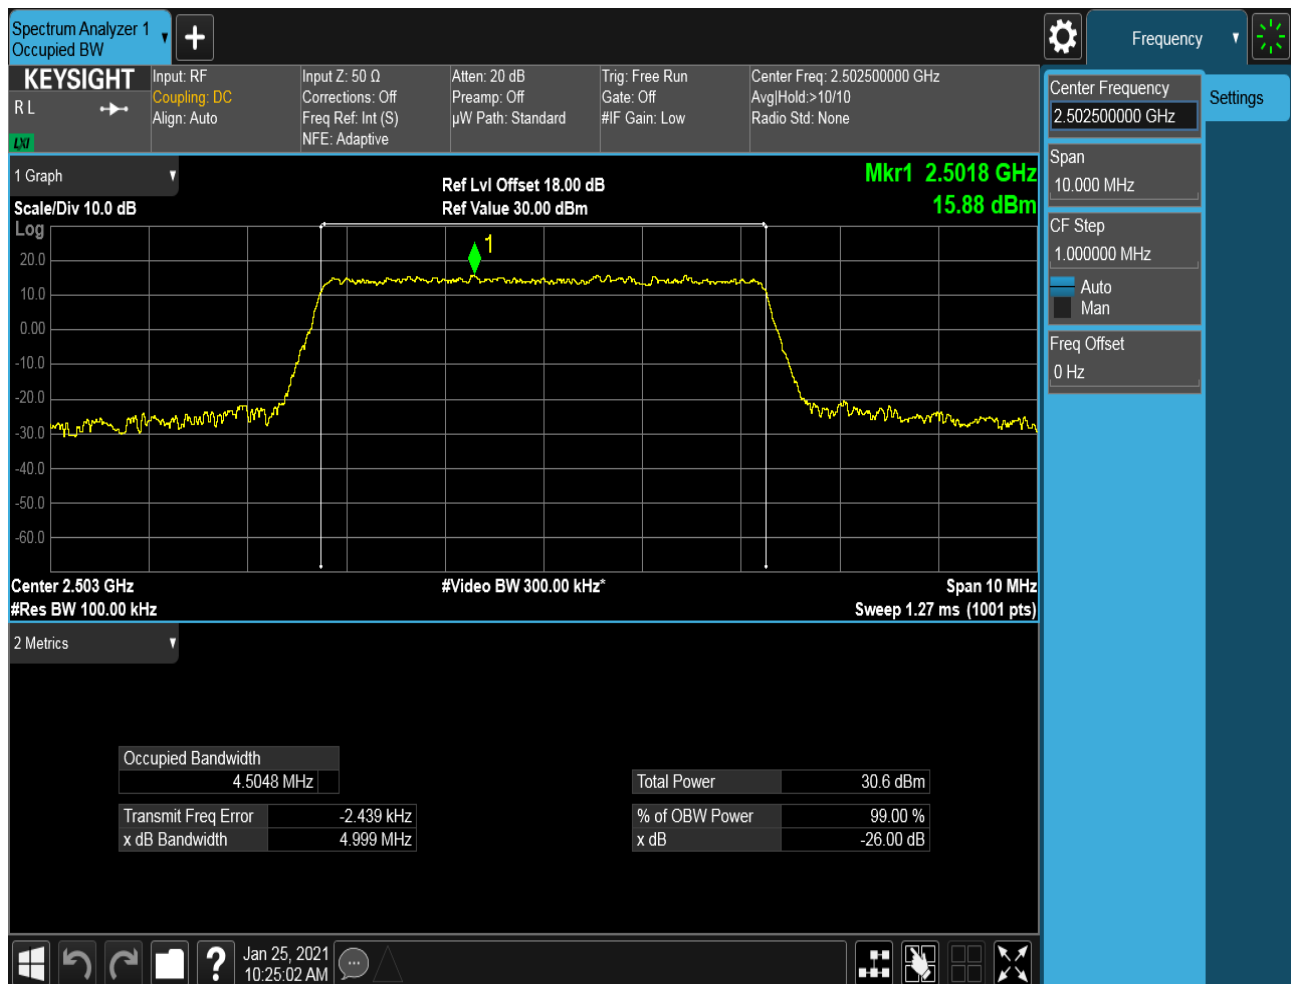 Spectrum Analyzer 1
Occupied BW
Frequency
KEYSIGHT
R L
LXI
Input: RF
Coupling: DC
Align: Auto
Input Z: 50 Ω
Corrections: Off
Freq Ref: Int (S)
NFE: Adaptive
Atten: 20 dB
Preamp: Off
µW Path: Standard
Trig: Free Run
Gate: Off
#IF Gain: Low
Center Freq: 2.502500000 GHz
Avg|Hold:>10/10
Radio Std: None
Center Frequency
2.502500000 GHz
Settings
Span
10.000 MHz
CF Step
1.000000 MHz
Auto
Man
Freq Offset
0 Hz
1 Graph
Ref Lvl Offset 18.00 dB
Mkr1 2.5018 GHz
Scale/Div 10.0 dB
Ref Value 30.00 dBm
15.88 dBm
Log
1
20.0
10.0
0.00
-10.0
-20.0
-30.0
-40.0
-50.0
-60.0
Center 2.503 GHz
#Video BW 300.00 kHz*
Span 10 MHz
#Res BW 100.00 kHz
Sweep 1.27 ms (1001 pts)
2 Metrics
Occupied Bandwidth
4.5048 MHz
Total Power 30.6 dBm
Transmit Freq Error -2.439 kHz
% of OBW Power 99.00 %
x dB Bandwidth 4.999 MHz
x dB -26.00 dB
?
Jan 25, 2021
10:25:02 AM